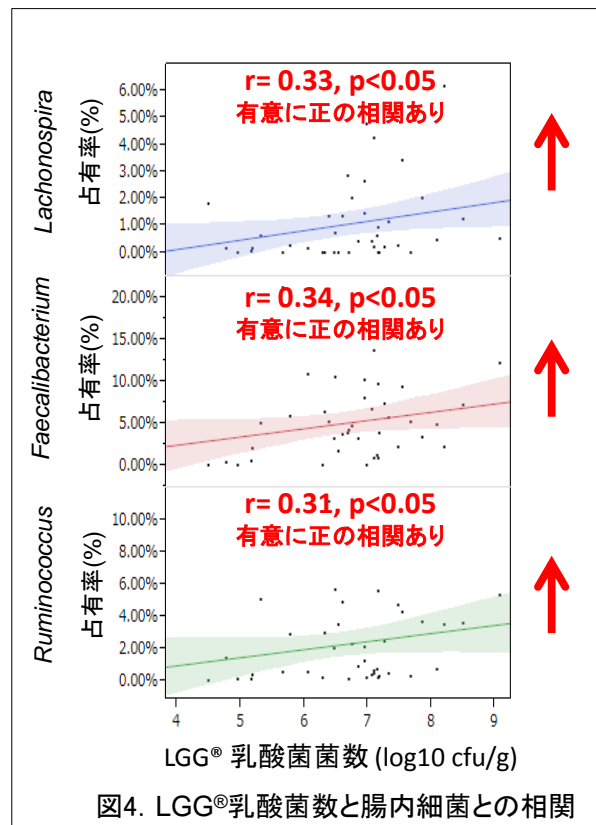 Lachonospira
占有率(%)
r= 0.33, p<0.05
有意に正の相関あり
6.00%
5.00%
4.00%
3.00%
2.00%
1.00%
0.00%
Faecalibacterium
占有率(%)
r= 0.34, p<0.05
有意に正の相関あり
20.00%
15.00%
10.00%
5.00%
0.00%
Ruminococcus
占有率(%)
r= 0.31, p<0.05
有意に正の相関あり
10.00%
8.00%
6.00%
4.00%
2.00%
0.00%
4 5 6 7 8 9
LGG® 乳酸菌菌数 (log10 cfu/g)
図4. LGG®乳酸菌数と腸内細菌との相関